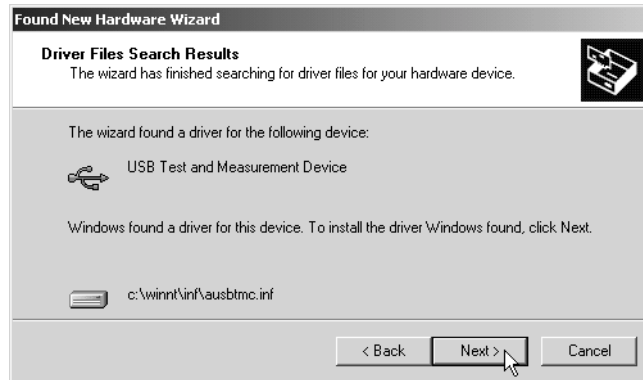 Found New Hardware Wizard
Driver Files Search Results
The wizard has finished searching for driver files for your hardware device.
The wizard found a driver for the following device:
USB Test and Measurement Device
Windows found a driver for this device. To install the driver Windows found, click Next.
c:\winnt\inf\ausbtmc.inf
< Back Next > Cancel